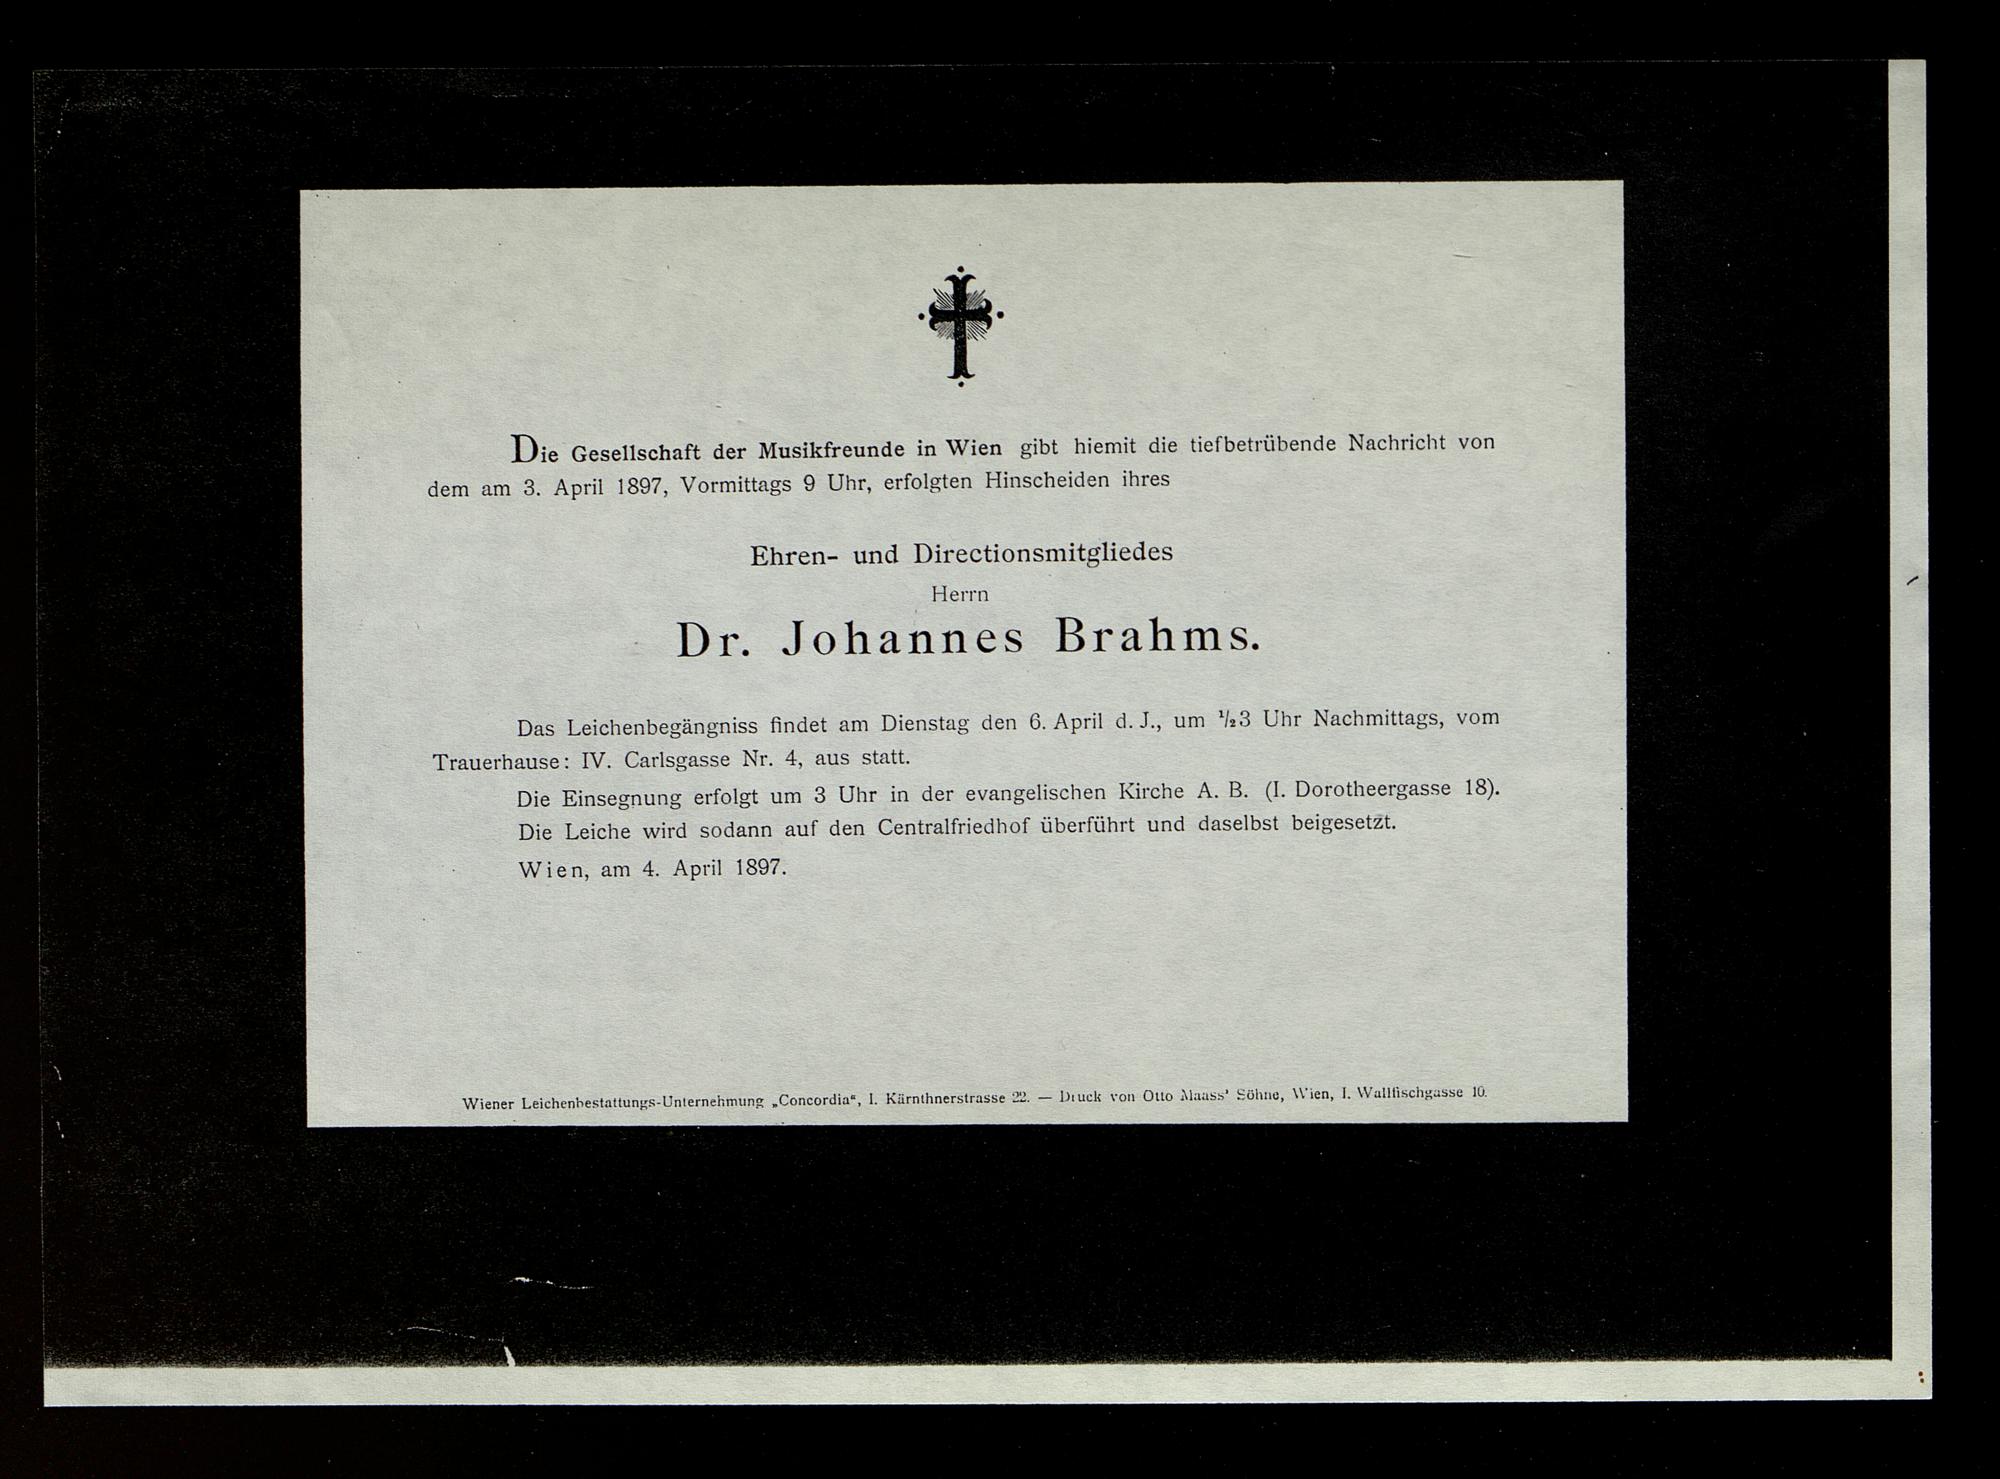 Die Gesellschaft der Musikfreunde in Wien gibt hiemit die tiefbetrübende Nachricht von
dem am 3. April 1897, Vormittags 9 Uhr, erfolgten Hinscheiden ihres
Ehren- und Directionsmitgliedes
Herrn
Dr. Johannes Brahms.
Das Leichenbegängniss findet am Dienstag den 6. April d. J., um ½3 Uhr Nachmittags, vom
Trauerhause: IV. Carlsgasse Nr. 4, aus statt.
Die Einsegnung erfolgt um 3 Uhr in der evangelischen Kirche A. B. (I. Dorotheergasse 18).
Die Leiche wird sodann auf den Centralfriedhof überführt und daselbst beigesetzt.
Wien, am 4. April 1897.
Wiener Leichenbestattungs-Unternehmung „Concordia“, I. Kärnthnerstrasse 22. — Druck von Otto Maass’ Söhne, Wien, I. Wallfischgasse 10.